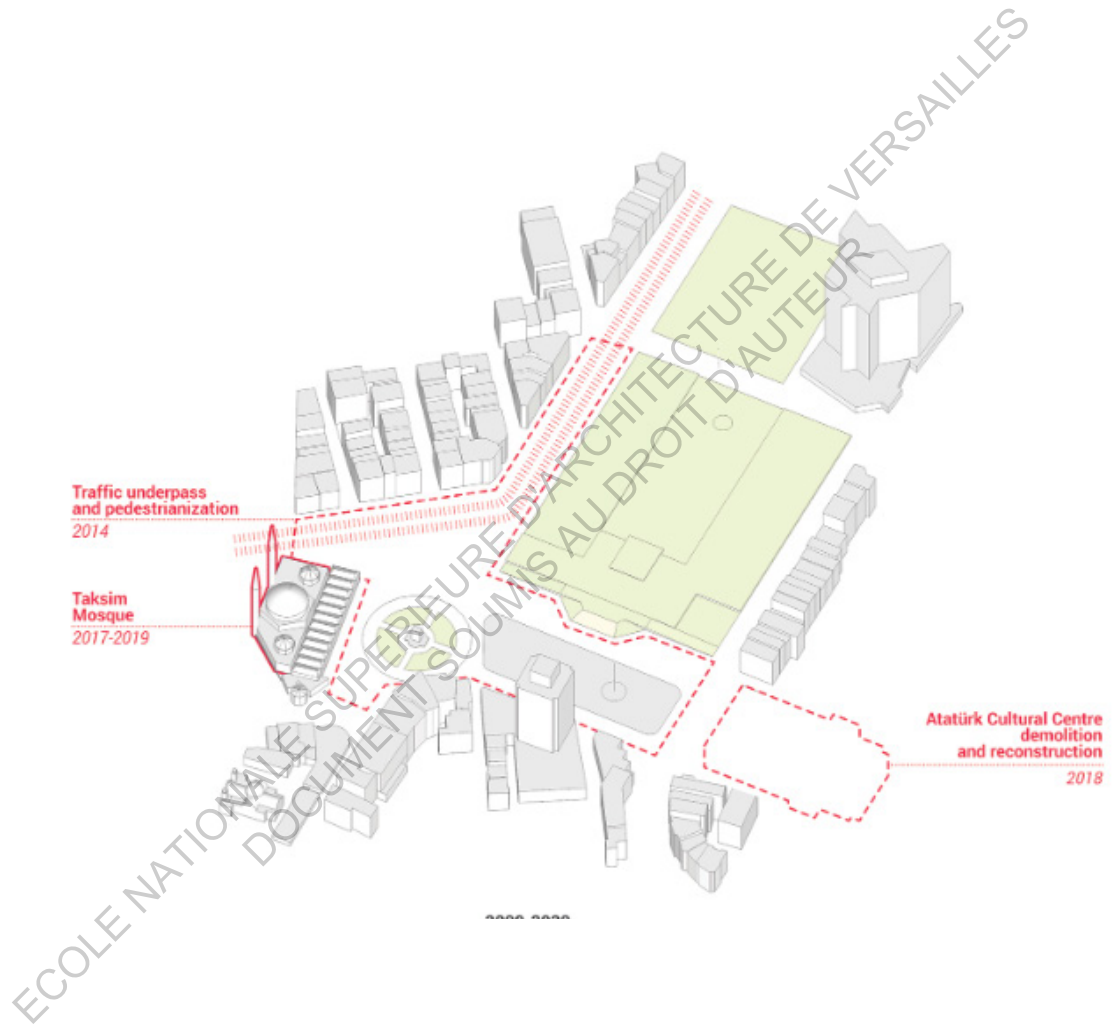 ECOLE NATIONALE SUPERIEURE D'ARCHITECTURE DE VERSAILLES
DOCUMENT SOUMIS AU DROIT D'AUTEUR
Traffic underpass
and pedestrianization
2014
Taksim
Mosque
2017-2019
Atatürk Cultural Centre
demolition
and reconstruction
2018